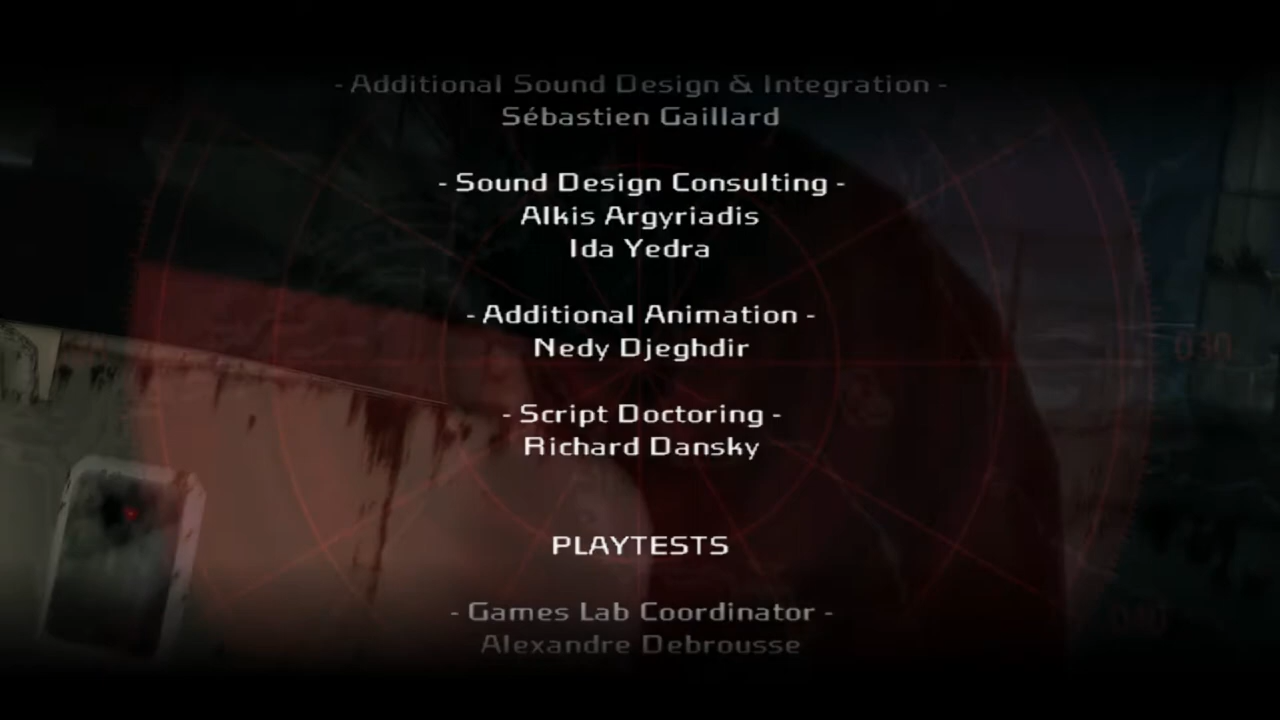 - Additional Sound Design & Integration -
Sébastien Gaillard
- Sound Design Consulting -
Alkis Argyriadis
Ida Yedra
- Additional Animation -
Nedy Djeghdir
- Script Doctoring -
Richard Dansky
030
PLAYTESTS
- Games Lab Coordinator -
Alexandre Debrousse